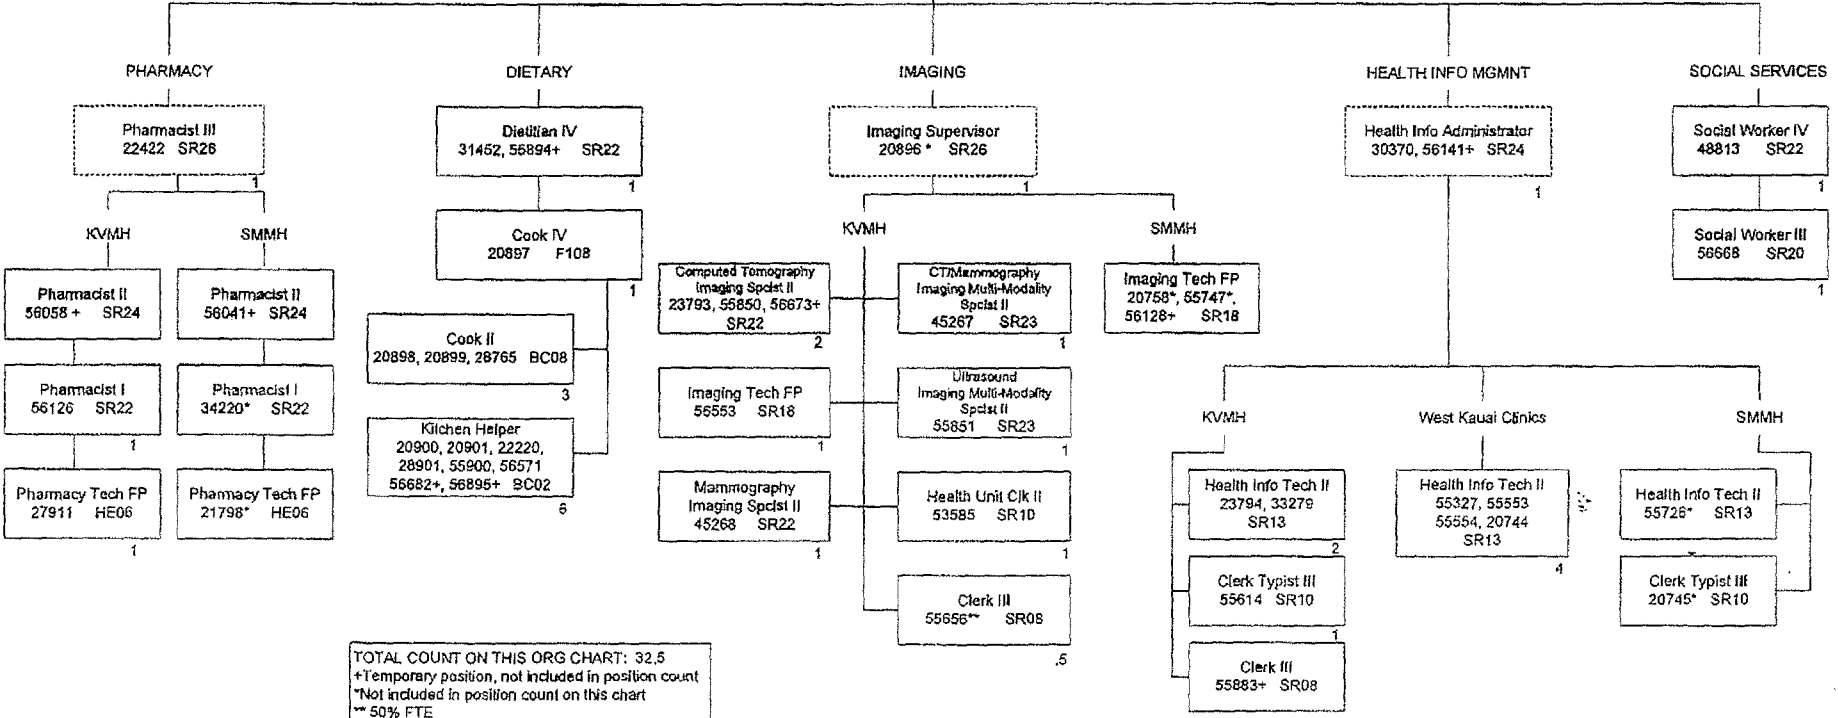 PHARMACY
Pharmacist III
22422 SR26
1
KVMH
Pharmacist II
56058 + SR24
Pharmacist I
56126 SR22
1
Pharmacy Tech FP
27911 HE06
1
SMMH
Pharmacist II
56041+ SR24
Pharmacist I
34220* SR22
Pharmacy Tech FP
21798* HE06
DIETARY
Dietitian IV
31452, 56894+ SR22
1
Cook IV
20897 F108
1
Cook II
20898, 20899, 28765 BC08
3
Kitchen Helper
20900, 20901, 22220,
28901, 55900, 56571
56682+, 56895+ BC02
6
IMAGING
Imaging Supervisor
20896 * SR26
1
KVMH
Computed Tomography
Imaging Spclst II
23793, 55850, 56673+
SR22
2
CT/Mammography
Imaging Multi-Modality
Spclst II
45267 SR23
1
Imaging Tech FP
56553 SR18
1
Ultrasound
Imaging Multi-Modality
Spclst II
55851 SR23
1
Mammography
Imaging Spclst II
45268 SR22
1
Health Unit Clk II
53585 SR10
1
Clerk III
55656** SR08
.5
SMMH
Imaging Tech FP
20758*, 55747*,
56128+ SR18
HEALTH INFO MGMNT
Health Info Administrator
30370, 56141+ SR24
1
KVMH
Health Info Tech II
23794, 33279
SR13
2
Clerk Typist III
55614 SR10
1
Clerk III
55883+ SR08
West Kauai Clinics
Health Info Tech II
55327, 55553
55554, 20744
SR13
4
SMMH
Health Info Tech II
55726* SR13
Clerk Typist III
20745* SR10
SOCIAL SERVICES
Social Worker IV
48813 SR22
1
Social Worker III
56668 SR20
1
TOTAL COUNT ON THIS ORG CHART: 32.5
+Temporary position, not included in position count
*Not included in position count on this chart
** 50% FTE